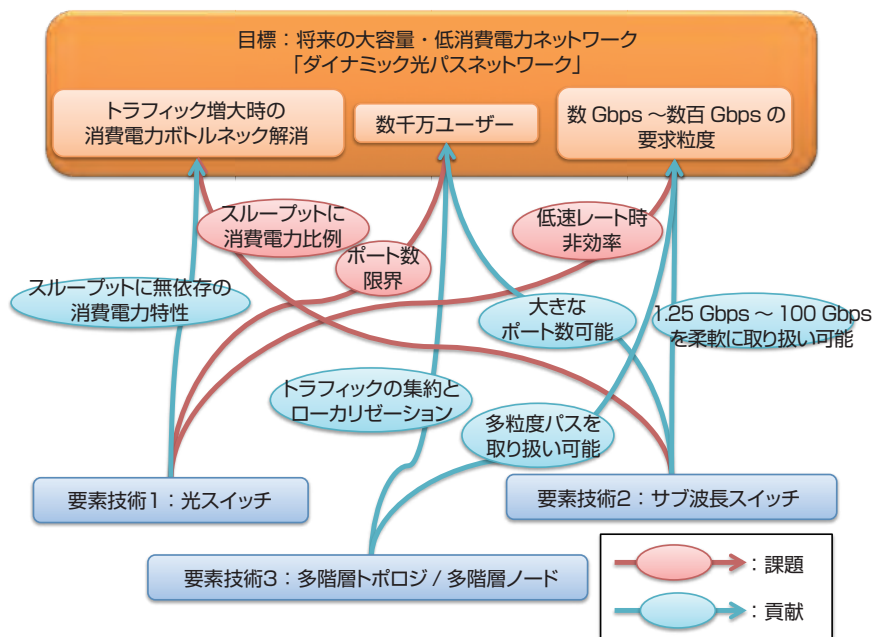 目標：将来の大容量・低消費電力ネットワーク
「ダイナミック光パスネットワーク」
トラフィック増大時の
消費電力ボトルネック解消
数千万ユーザー
数 Gbps ～数百 Gbps の
要求粒度
スループットに
消費電力比例
ポート数
限界
低速レート時
非効率
スループットに無依存の
消費電力特性
大きな
ポート数可能
1.25 Gbps ～ 100 Gbps
を柔軟に取り扱い可能
トラフィックの集約と
ローカリゼーション
多粒度パスを
取り扱い可能
要素技術1：光スイッチ
要素技術2：サブ波長スイッチ
要素技術3：多階層トポロジ / 多階層ノード
：課題
：貢献